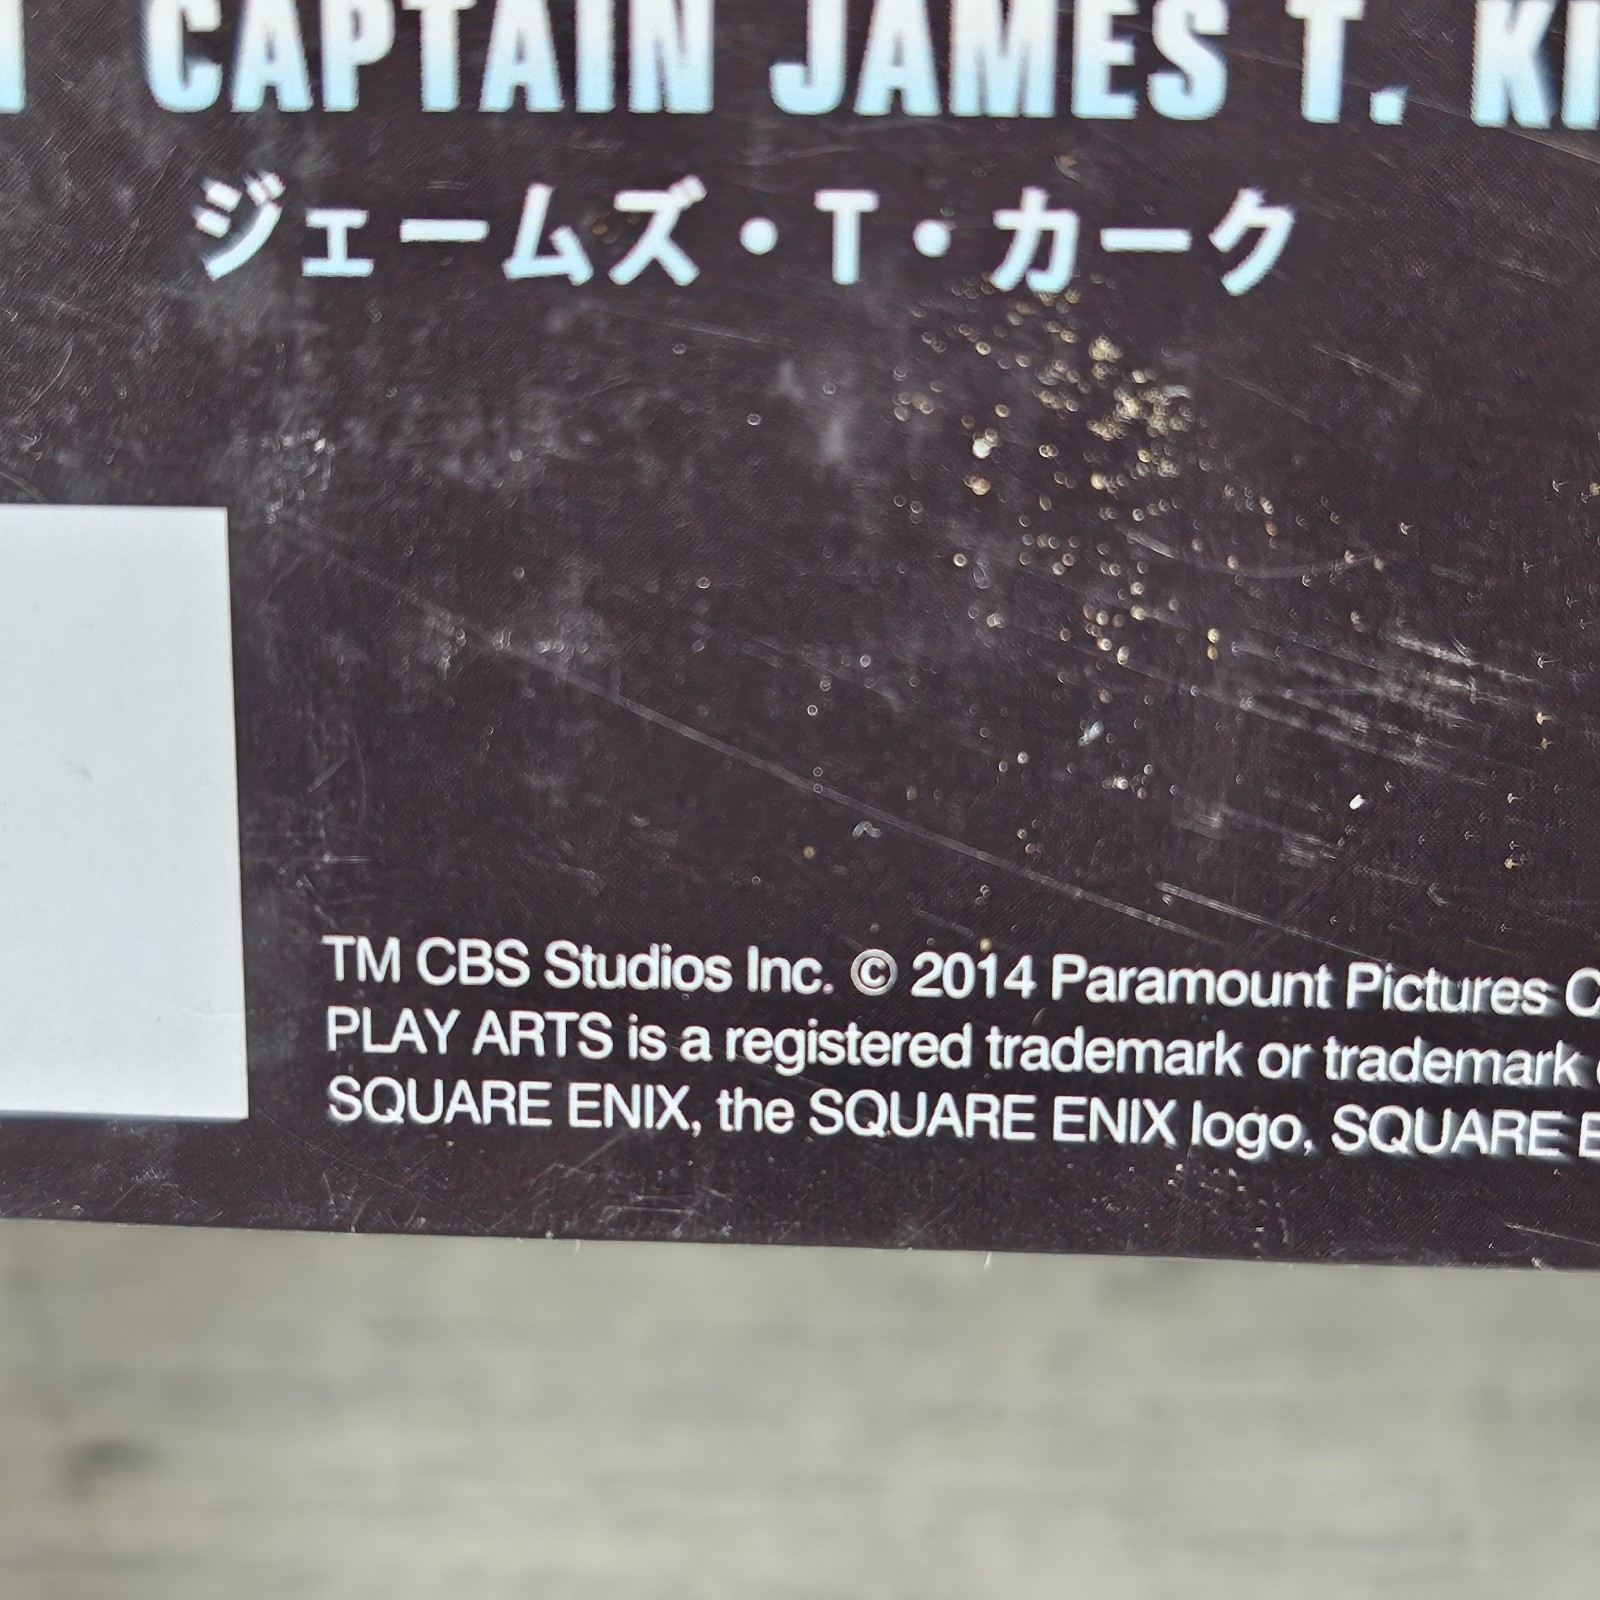 CAPTAIN JAMES T.
ジェームズ・T・カーク
TM CBS Studios Inc. © 2014 Paramount Pictures
PLAY ARTS is a registered trademark or trademark
SQUARE ENIX, the SQUARE ENIX logo, SQUARE